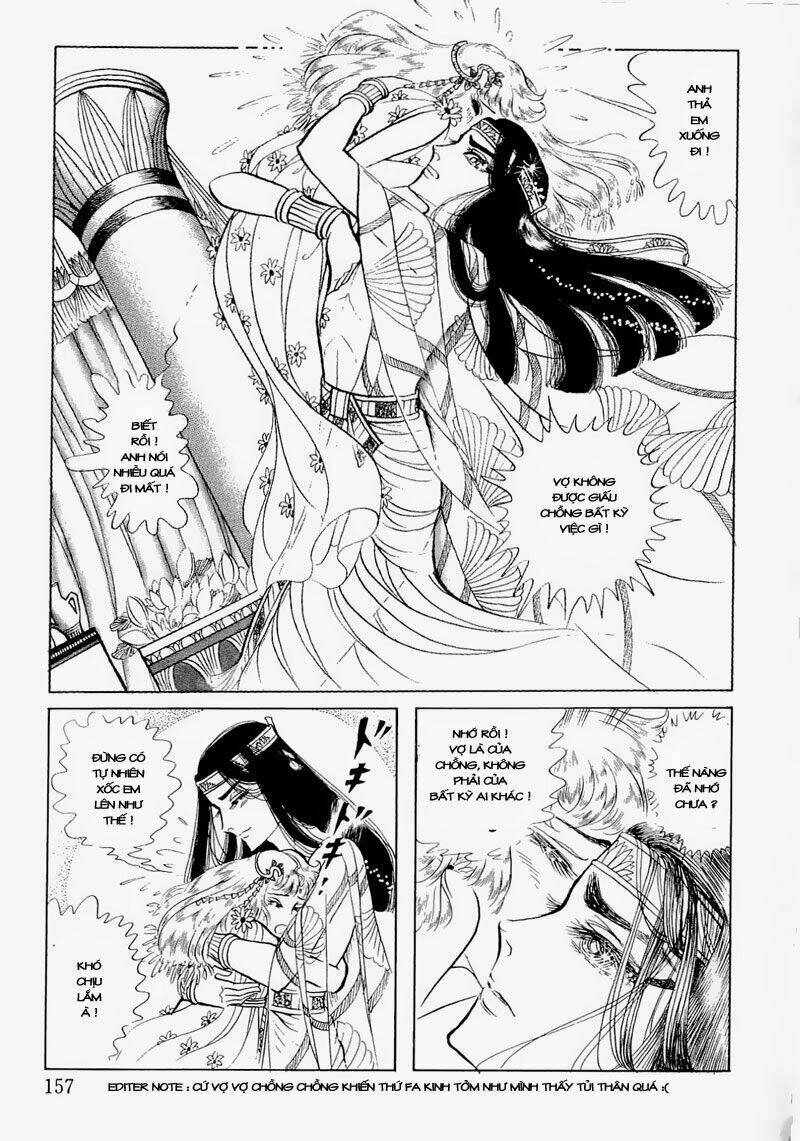 ANH
THẢ
EM
XUỐNG
ĐI !
BIẾT
RỒI !
ANH NÓI
NHIỀU QUÁ
ĐI MẤT !
VỢ KHÔNG
ĐƯỢC GIẤU
CHỒNG BẤT KỲ
VIỆC GÌ !
ĐỪNG CÓ
TỰ NHIÊN
XỐC EM
LÊN NHƯ
THẾ !
ドキッ
KHÓ
CHỊU
LẮM
À !
NHỚ RỒI !
VỢ LÀ CỦA
CHỒNG, KHÔNG
PHẢI CỦA
BẤT KỲ AI KHÁC !
THẾ NÀNG
ĐÃ NHỚ
CHƯA ?
157
EDITER NOTE : CỨ VỢ VỢ CHỒNG CHỒNG KHIẾN THỨ FA KINH TỞM NHƯ MÌNH THẤY TỦI THÂN QUÁ :(